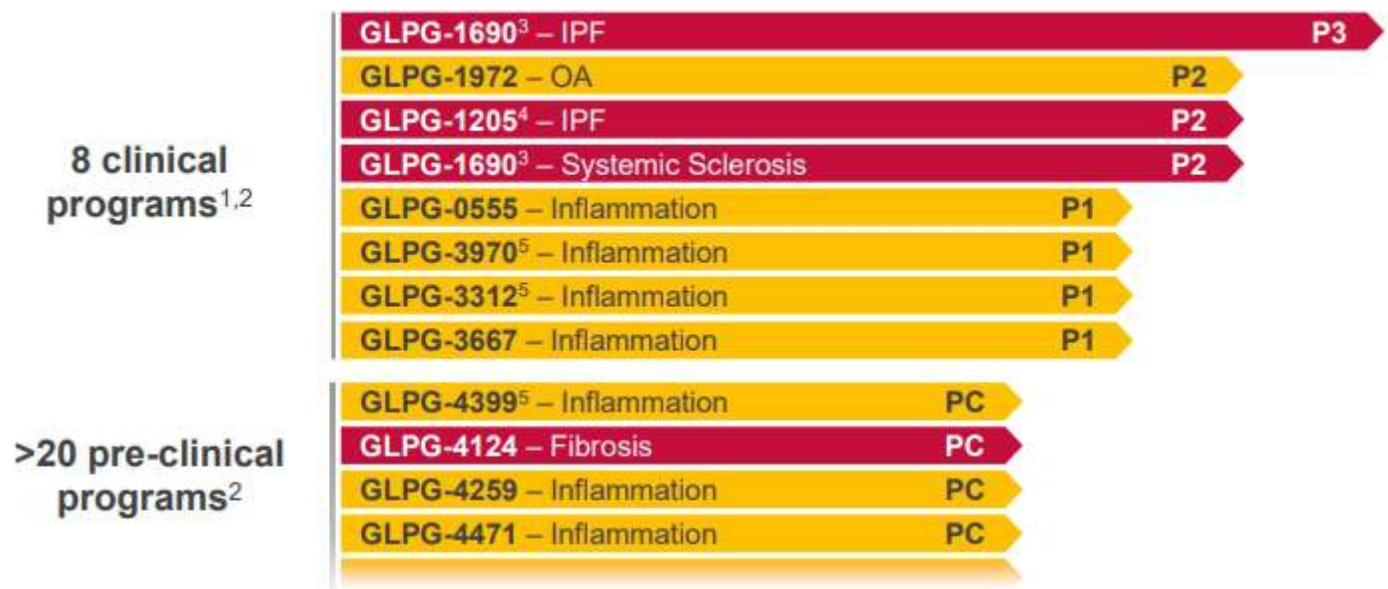 8 clinical
programs1,2
GLPG-1690³ – IPF P3
GLPG-1972 – OA P2
GLPG-1205⁴ – IPF P2
GLPG-1690³ – Systemic Sclerosis P2
GLPG-0555 – Inflammation P1
GLPG-3970⁵ – Inflammation P1
GLPG-3312⁵ – Inflammation P1
GLPG-3667 – Inflammation P1
>20 pre-clinical
programs²
GLPG-4399⁵ – Inflammation PC
GLPG-4124 – Fibrosis PC
GLPG-4259 – Inflammation PC
GLPG-4471 – Inflammation PC